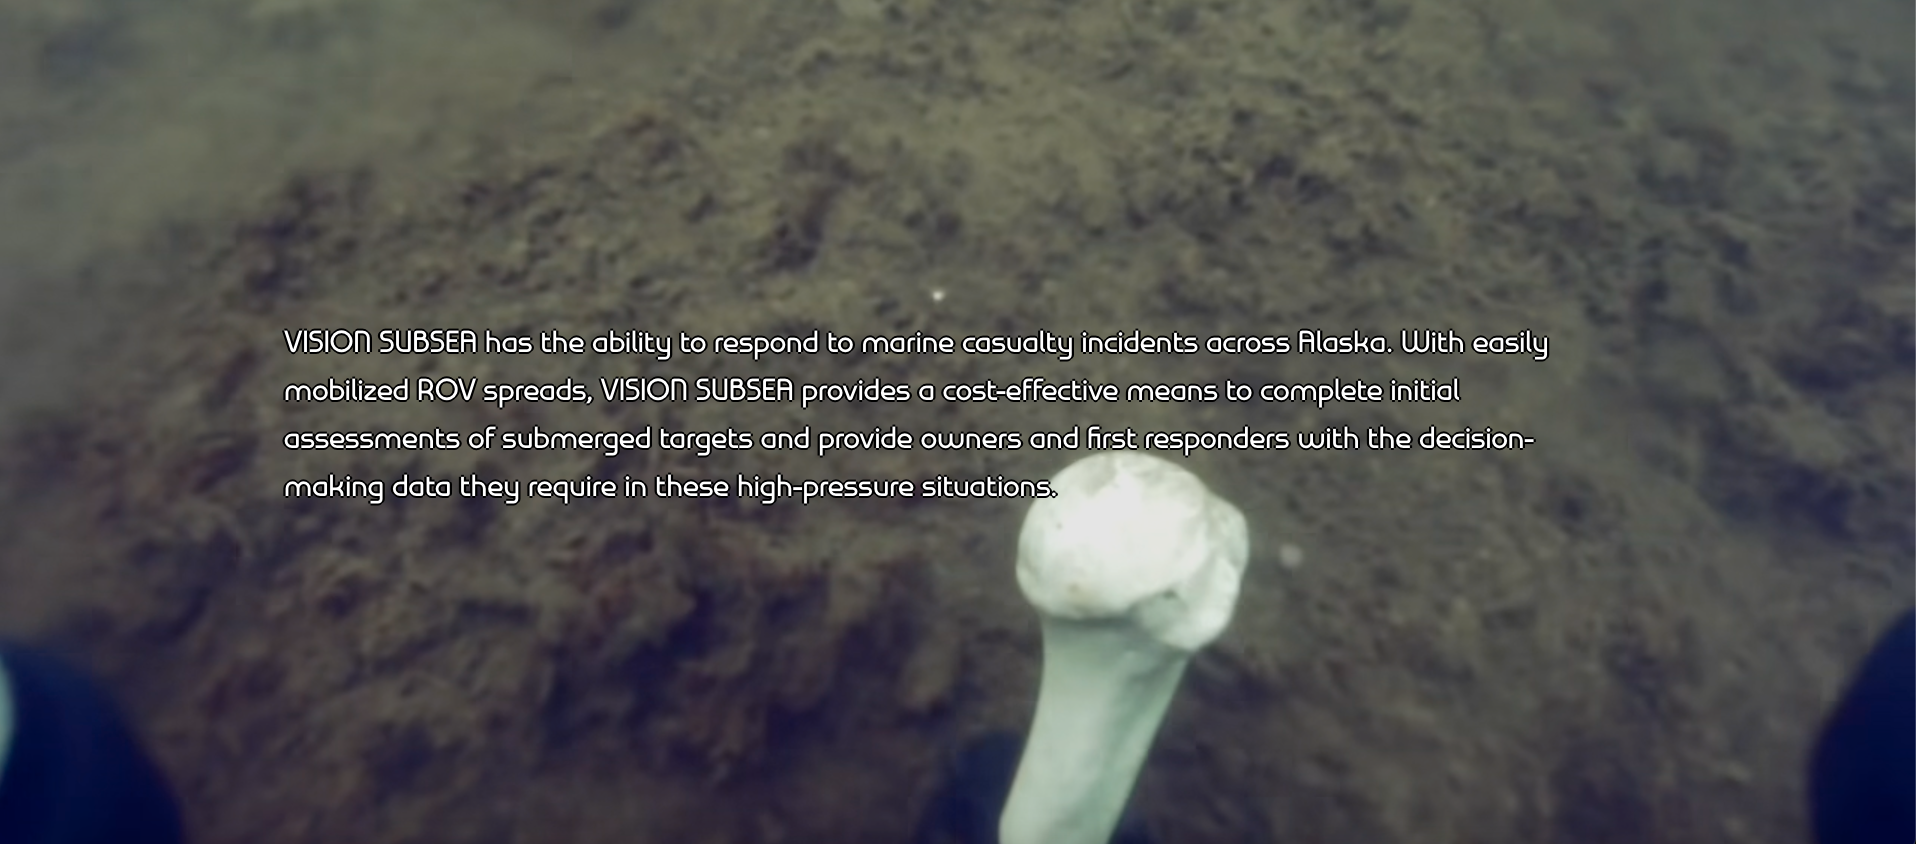 VISION SUBSEA has the ability to respond to marine casualty incidents across Alaska. With easily
mobilized ROV spreads, VISION SUBSEA provides a cost-effective means to complete initial
assessments of submerged targets and provide owners and first responders with the decision-
making data they require in these high-pressure situations.